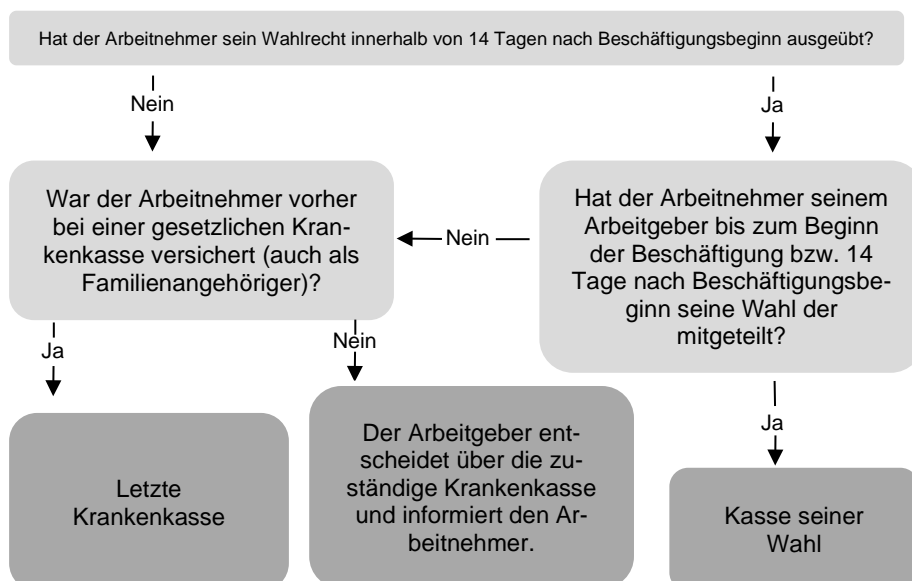 Hat der Arbeitnehmer sein Wahlrecht innerhalb von 14 Tagen nach Beschäftigungsbeginn ausgeübt?
Nein
Ja
War der Arbeitnehmer vorher
bei einer gesetzlichen Kran-
kenkasse versichert (auch als
Familienangehöriger)?
Nein
Hat der Arbeitnehmer seinem
Arbeitgeber bis zum Beginn
der Beschäftigung bzw. 14
Tage nach Beschäftigungsbe-
ginn seine Wahl der
mitgeteilt?
Ja
Nein
Ja
Letzte
Krankenkasse
Der Arbeitgeber ent-
scheidet über die zu-
ständige Krankenkasse
und informiert den Ar-
beitnehmer.
Kasse seiner
Wahl